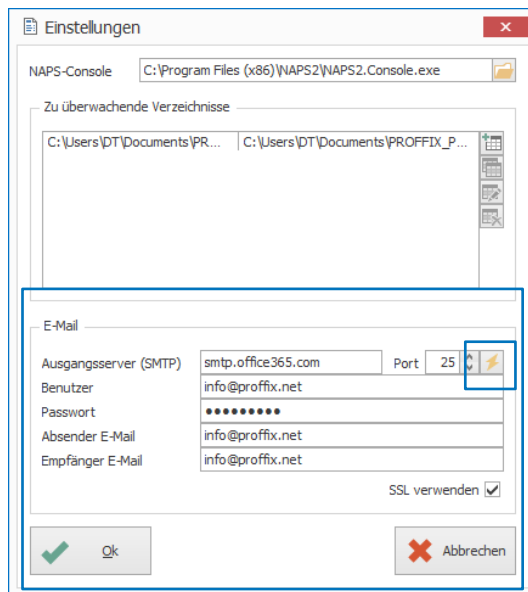 Einstellungen
NAPS-Console C:\Program Files (x86)\NAPS2\NAPS2.Console.exe
Zu überwachende Verzeichnisse
C:\Users\DT\Documents\PR... C:\Users\DT\Documents\PROFFIX_P...
E-Mail
Ausgangsserver (SMTP) smtp.office365.com Port 25
Benutzer info@proffix.net
Passwort ●●●●●●●●●
Absender E-Mail info@proffix.net
Empfänger E-Mail info@proffix.net
SSL verwenden
Ok Abbrechen